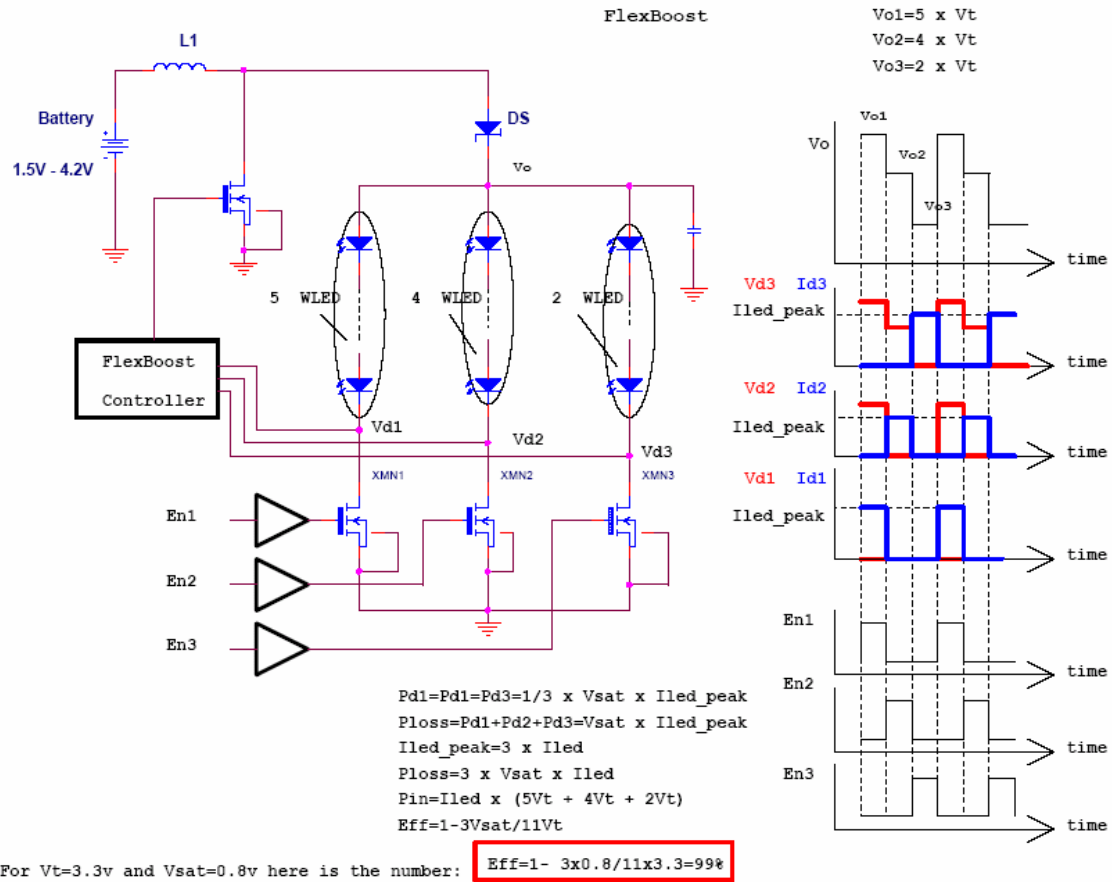 FlexBoost
Vo1=5 x Vt
Vo2=4 x Vt
Vo3=2 x Vt
L1
Battery
1.5V - 4.2V
DS
Vo
5 WLED
4 WLED
2 WLED
FlexBoost
Controller
Vd1
Vd2
Vd3
XMN1
XMN2
XMN3
En1
En2
En3
Vo1
Vo
Vo2
Vo3
time
Vd3 Id3
Iled_peak
time
Vd2 Id2
Iled_peak
time
Vd1 Id1
Iled_peak
time
En1
time
En2
time
En3
time
Pd1=Pd1=Pd3=1/3 x Vsat x Iled_peak
Ploss=Pd1+Pd2+Pd3=Vsat x Iled_peak
Iled_peak=3 x Iled
Ploss=3 x Vsat x Iled
Pin=Iled x (5Vt + 4Vt + 2Vt)
Eff=1-3Vsat/11Vt
For Vt=3.3v and Vsat=0.8v here is the number: Eff=1- 3x0.8/11x3.3=99%